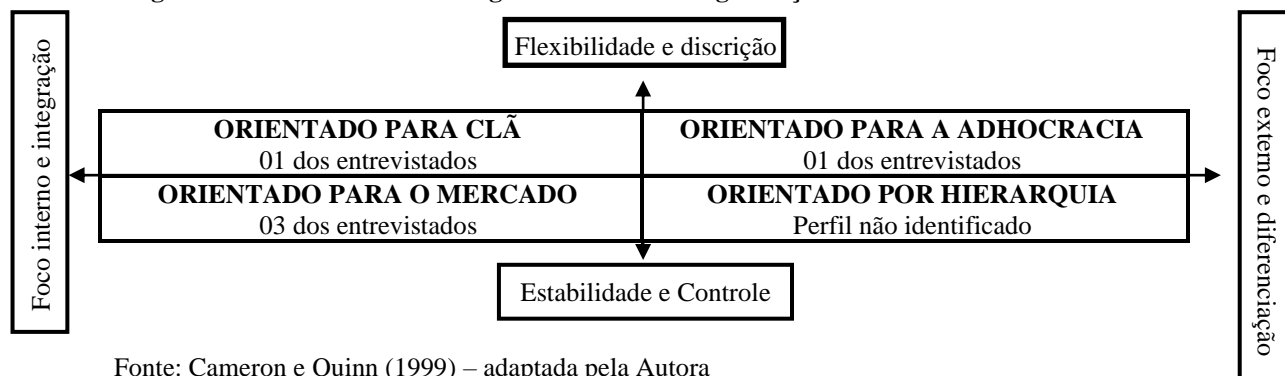 Flexibilidade e discrição
Foco interno e integração
Foco externo e diferenciação
ORIENTADO PARA CLÃ
01 dos entrevistados
ORIENTADO PARA A ADHOCRACIA
01 dos entrevistados
ORIENTADO PARA O MERCADO
03 dos entrevistados
ORIENTADO POR HIERARQUIA
Perfil não identificado
Estabilidade e Controle
Fonte: Cameron e Quinn (1999) – adaptada pela Autora